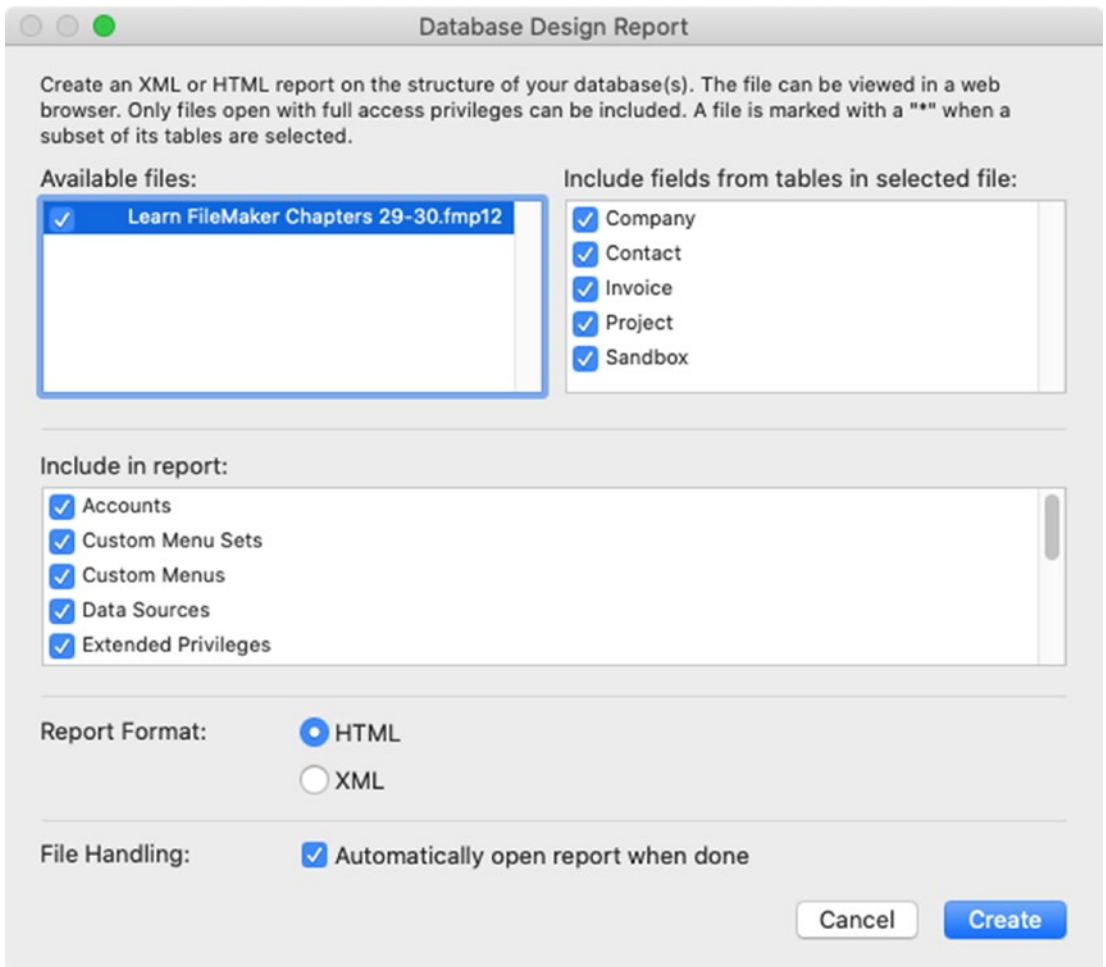 Database Design Report
Create an XML or HTML report on the structure of your database(s). The file can be viewed in a web
browser. Only files open with full access privileges can be included. A file is marked with a "*" when a
subset of its tables are selected.
Available files:
Learn FileMaker Chapters 29-30.fmp12
Include fields from tables in selected file:
Company
Contact
Invoice
Project
Sandbox
Include in report:
Accounts
Custom Menu Sets
Custom Menus
Data Sources
Extended Privileges
Report Format:
HTML
XML
File Handling:
Automatically open report when done
Cancel
Create